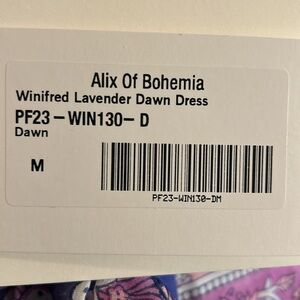 Alix Of Bohemia
Winifred Lavender Dawn Dress
PF23-WIN130-D
Dawn
M
PF23-WIN130-DM